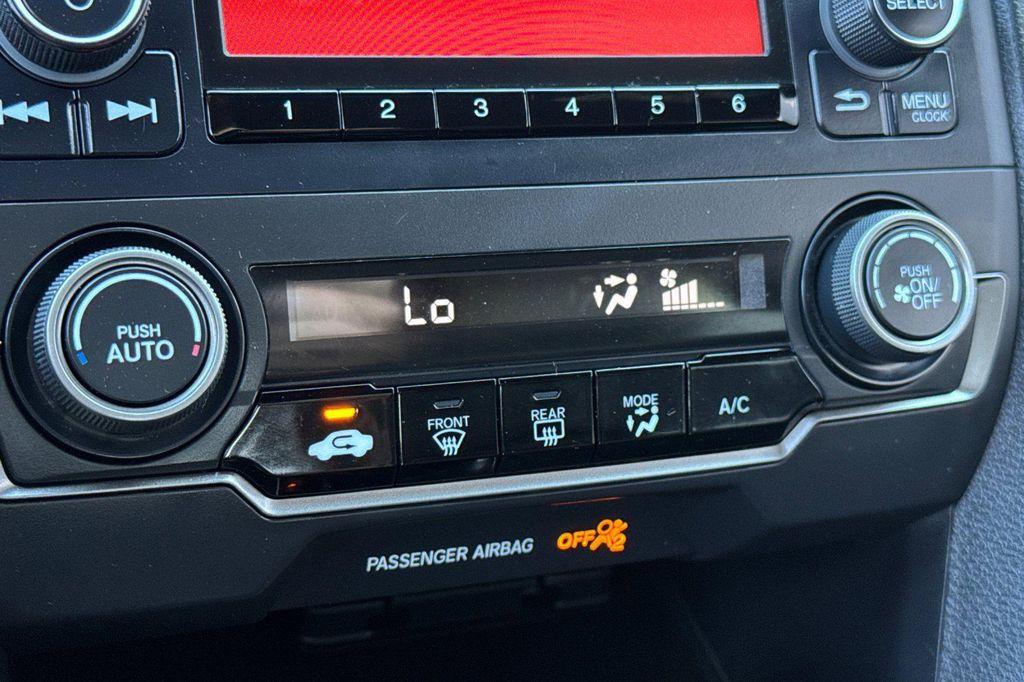 SELECT
1 2 3 4 5 6
MENU
CLOCK
Lo
PUSH
AUTO
PUSH
ON/
OFF
FRONT
REAR
MODE
A/C
PASSENGER AIRBAG OFF 2